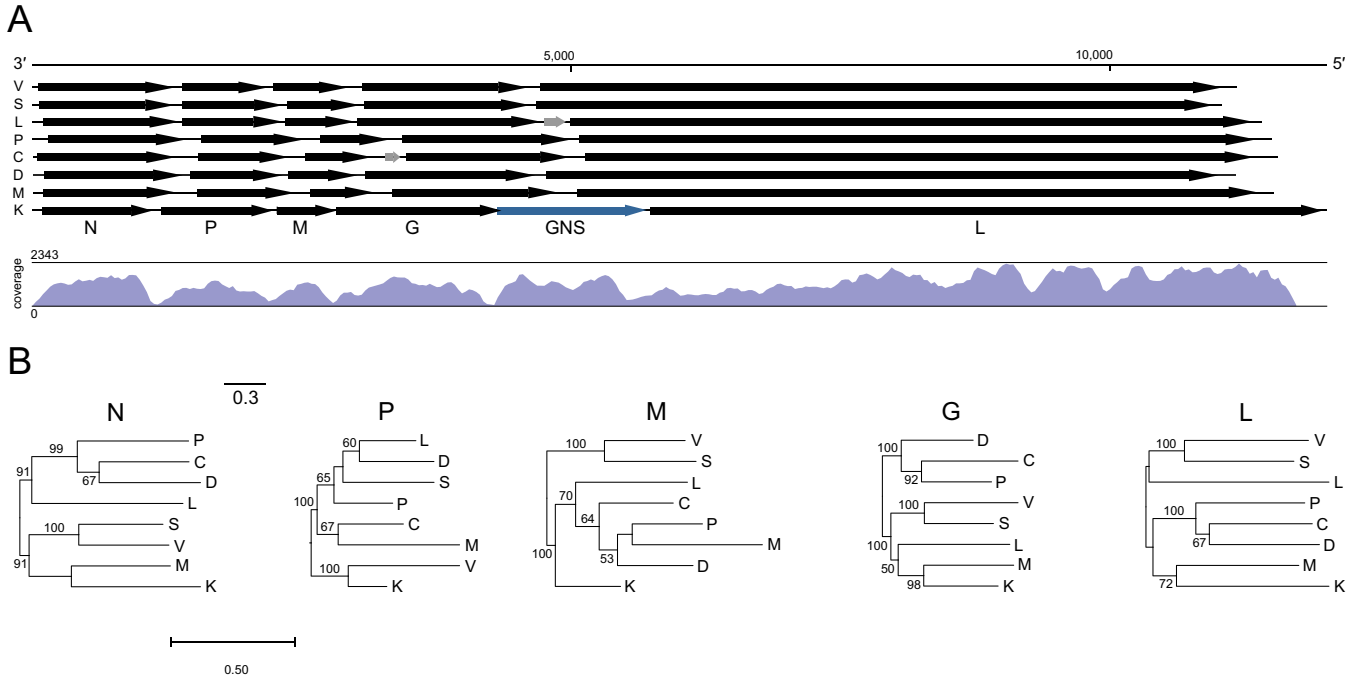 A
3′ 5,000 10,000 5′
V
S
L
P
C
D
M
K
N P M G GNS L
2343
coverage
0
B
0.3
N
P
99
C
91
67
D
L
S
100
V
M
91
K
P
60
L
D
65
S
100
P
67
C
M
V
100
K
M
100
V
S
L
70
C
64
P
M
100
53
D
K
G
100
D
C
92
P
V
100
S
100
L
50
M
98
K
L
100
V
S
L
P
100
C
67
D
M
72
K
0.50